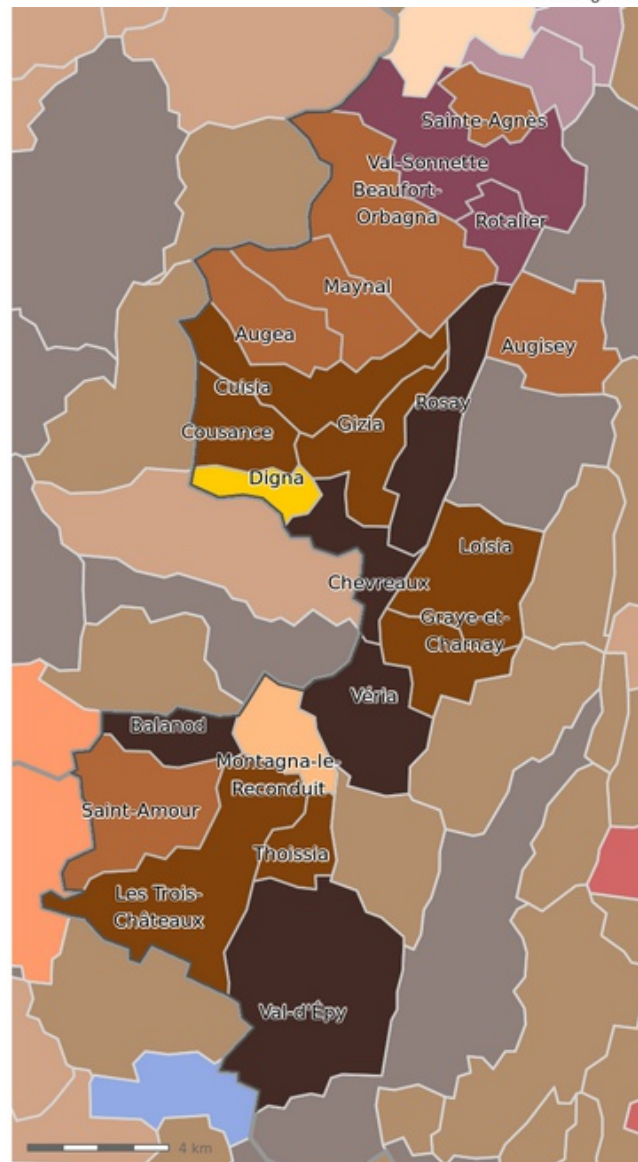 Sainte-Agnès
Val-Sonnette
Beaufort-
Orbagna
Rotalier
Maynal
Augea
Augisey
Cuisia
Rosay
Gizia
Cousance
Digna
Loisia
Chevreaux
Graye-et-
Charnay
Véria
Balanod
Montagna-le-
Reconduit
Saint-Amour
Thoissia
Les Trois-
Châteaux
Val-d'Épy
4 km